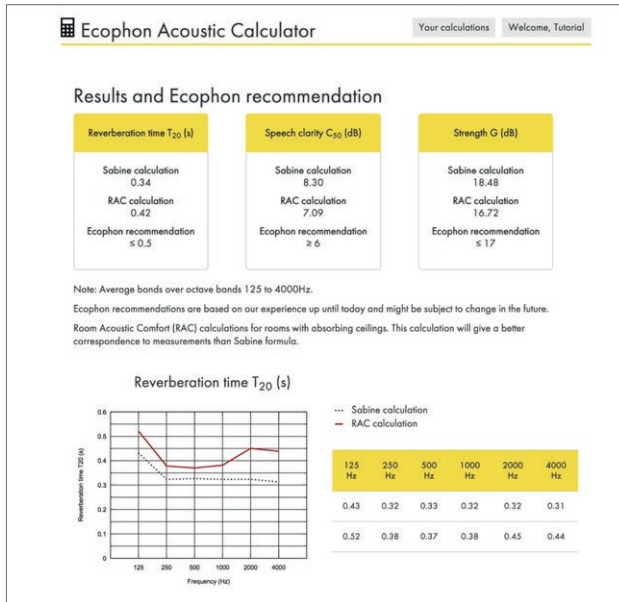 Ecophon Acoustic Calculator
Your calculations
Welcome, Tutorial
Results and Ecophon recommendation
Reverberation time T20 (s)
Sabine calculation
0.34
RAC calculation
0.42
Ecophon recommendation
≤ 0.5
Speech clarity C50 (dB)
Sabine calculation
8.30
RAC calculation
7.09
Ecophon recommendation
≥ 6
Strength G (dB)
Sabine calculation
18.48
RAC calculation
16.72
Ecophon recommendation
≤ 17
Note: Average bonds over octave bands 125 to 4000Hz.
Ecophon recommendations are based on our experience up until today and might be subject to change in the future.
Room Acoustic Comfort (RAC) calculations for rooms with absorbing ceilings. This calculation will give a better
correspondence to measurements than Sabine formula.
Reverberation time T20 (s)
Reverberation time T20 (s)
0.6
0.5
0.4
0.3
0.2
0.1
0
125 250 500 1000 2000 4000
Frequency (Hz)
Sabine calculation
RAC calculation
125 250 500 1000 2000 4000
Hz Hz Hz Hz Hz Hz
0.43 0.32 0.33 0.32 0.32 0.31
0.52 0.38 0.37 0.38 0.45 0.44